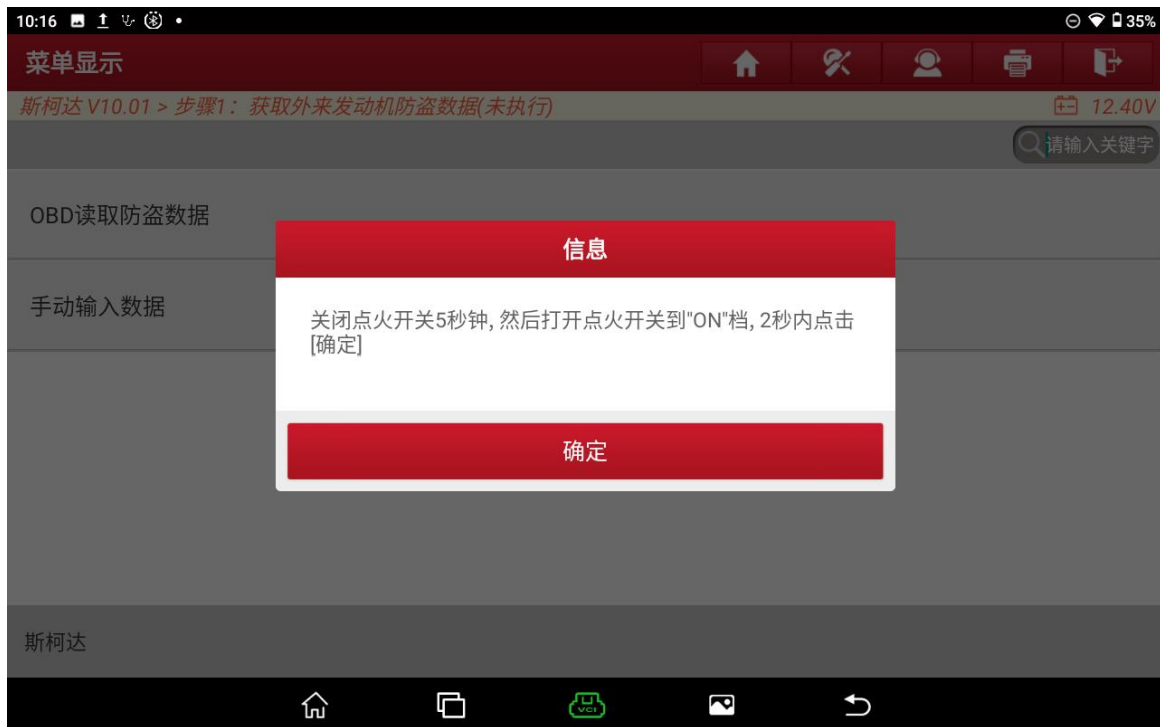 10:16
35%
菜单显示
斯柯达 V10.01 > 步骤1：获取外来发动机防盗数据(未执行)
12.40V
请输入关键字
OBD读取防盗数据
手动输入数据
信息
关闭点火开关5秒钟, 然后打开点火开关到"ON"档, 2秒内点击
[确定]
确定
斯柯达
VCI